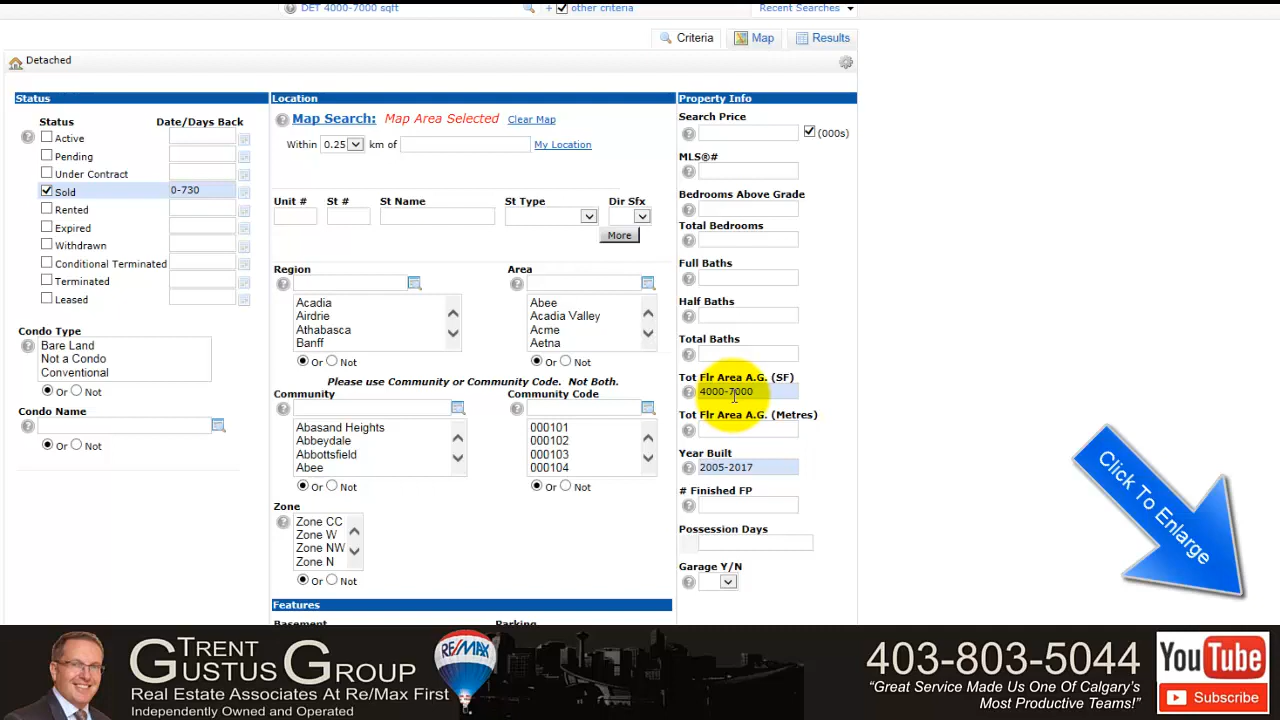 DET 4000-7000 sqft
+ other criteria
Recent Searches
Criteria
Map
Results
Detached
Status
Status Date/Days Back
Active
Pending
Under Contract
Sold 0-730
Rented
Expired
Withdrawn
Conditional Terminated
Terminated
Leased
Condo Type
Bare Land
Not a Condo
Conventional
Or Not
Condo Name
Or Not
Location
Map Search: Map Area Selected Clear Map
Within 0.25 km of My Location
Unit # St # St Name St Type Dir Sfx
More
Region
Acadia
Airdrie
Athabasca
Banff
Or Not
Area
Abee
Acadia Valley
Acme
Aetna
Or Not
Please use Community or Community Code. Not Both.
Community
Abasand Heights
Abbeydale
Abbottsfield
Abee
Or Not
Community Code
000101
000102
000103
000104
Or Not
Zone
Zone CC
Zone W
Zone NW
Zone N
Or Not
Features
Basement Parking
Property Info
Search Price
(000s)
MLS®#
Bedrooms Above Grade
Total Bedrooms
Full Baths
Half Baths
Total Baths
Tot Flr Area A.G. (SF)
4000-7000
Tot Flr Area A.G. (Metres)
Year Built
2005-2017
# Finished FP
Possession Days
Garage Y/N
Click To Enlarge
TRENT
GUSTUS GROUP
Real Estate Associates At Re/Max First
Independently Owned and Operated
RE/MAX
403-803-5044
“Great Service Made Us One Of Calgary's
Most Productive Teams!”
YouTube
Subscribe